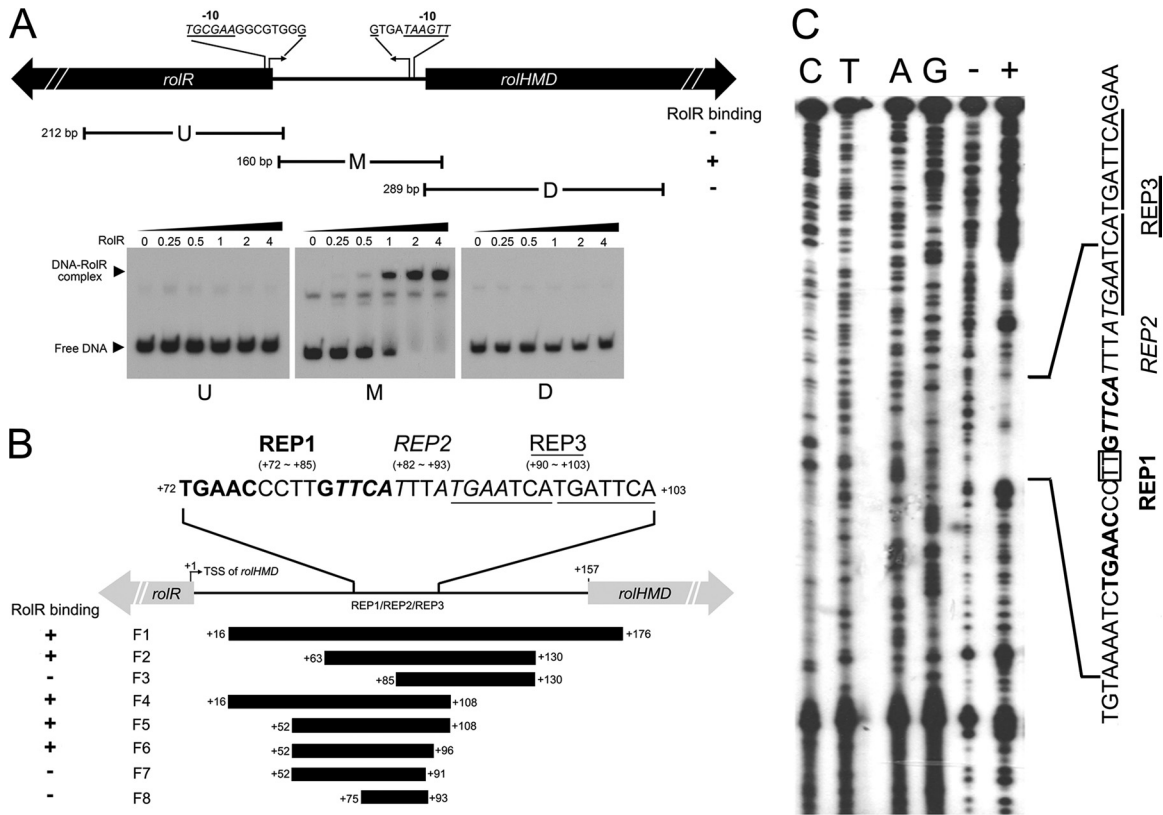 A
-10
TGCGAAGGCGTGGG
-10
GTGATAAGTT
rolR
rolHMD
RolR binding
212 bp
U
-
160 bp
M
+
289 bp
D
-
RolR
0 0.25 0.5 1 2 4
0 0.25 0.5 1 2 4
0 0.25 0.5 1 2 4
DNA-RolR
complex
Free DNA
U
M
D
B
REP1
REP2
REP3
(+72 ~ +85)
(+82 ~ +93)
(+90 ~ +103)
+72 TGAACCCTTGTTCATTTATGAATCATGATTCA +103
+1
TSS of rolHMD
+157
rolR
REP1/REP2/REP3
rolHMD
RolR binding
+ F1 +16 +176
+ F2 +63 +130
- F3 +85 +130
+ F4 +16 +108
+ F5 +52 +108
+ F6 +52 +96
- F7 +52 +91
- F8 +75 +93
C
C T A G - +
TGTAAAATCTGAACCCTTGTTCATTTATGAATCATGATTCAGAA
REP1
REP2
REP3